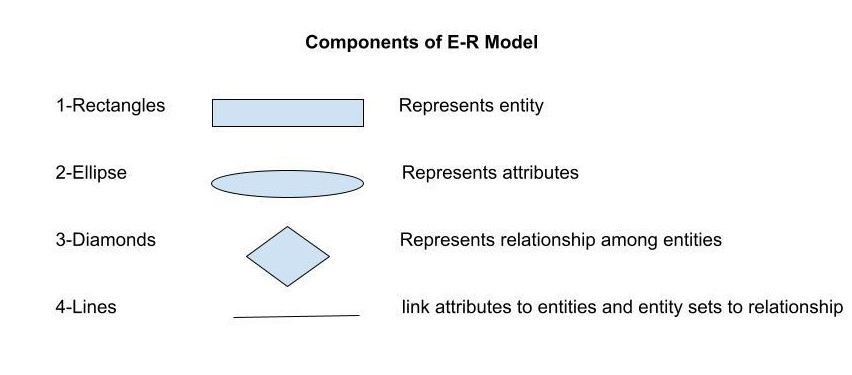 Components of E-R Model
1-Rectangles Represents entity
2-Ellipse Represents attributes
3-Diamonds Represents relationship among entities
4-Lines link attributes to entities and entity sets to relationship